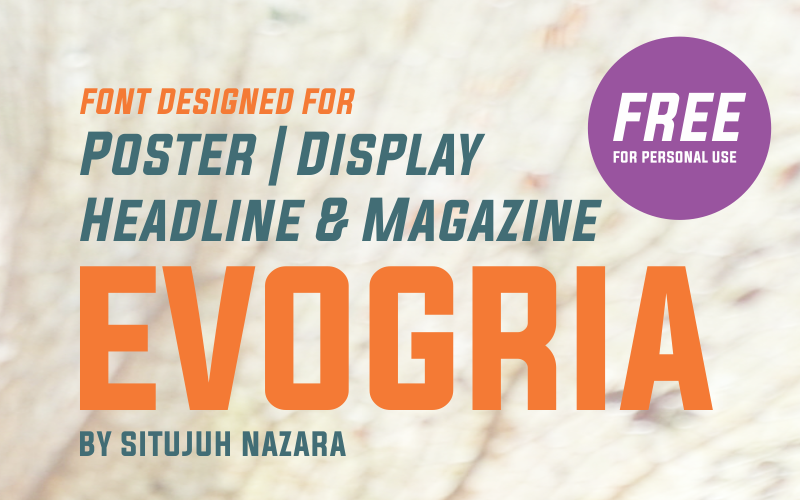 FONT DESIGNED FOR
POSTER | DISPLAY
HEADLINE & MAGAZINE
EVOGRIA
BY SITUJUH NAZARA
FREE
FOR PERSONAL USE